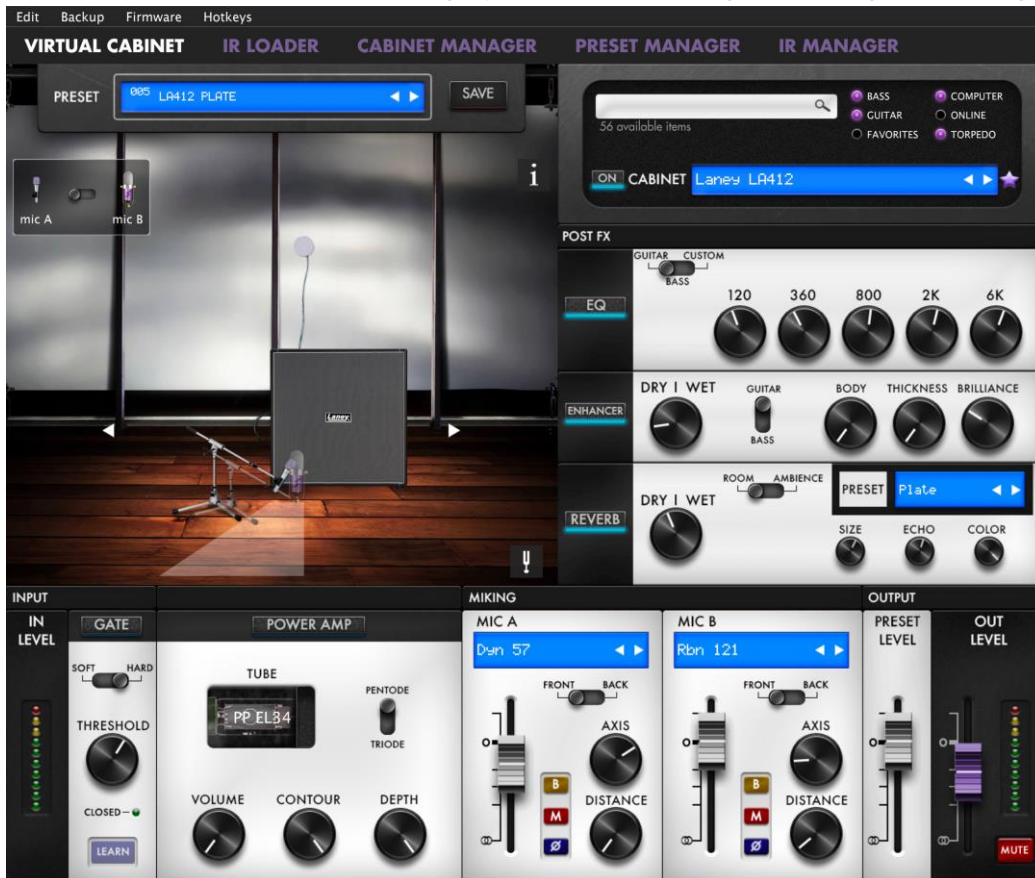 Edit Backup Firmware Hotkeys
VIRTUAL CABINET IR LOADER CABINET MANAGER PRESET MANAGER IR MANAGER
PRESET 005 LA412 PLATE SAVE
mic A mic B
i
Laney
56 available items
BASS COMPUTER
GUITAR ONLINE
FAVORITES TORPEDO
ON CABINET Laney LA412
POST FX
EQ
GUITAR CUSTOM
BASS
120 360 800 2K 6K
ENHANCER
DRY | WET
GUITAR
BASS
BODY THICKNESS BRILLIANCE
REVERB
DRY | WET
ROOM AMBIENCE
PRESET Plate
SIZE ECHO COLOR
INPUT
IN LEVEL
GATE
SOFT HARD
THRESHOLD
CLOSED
LEARN
POWER AMP
TUBE
PP EL34
PENTODE
TRIODE
VOLUME CONTOUR DEPTH
MIKING
MIC A
Dyn 57
FRONT BACK
0
AXIS
B
M
Ø
DISTANCE
∞
MIC B
Rbn 121
FRONT BACK
0
AXIS
B
M
Ø
DISTANCE
∞
OUTPUT
PRESET LEVEL
0
∞
OUT LEVEL
0
∞
MUTE